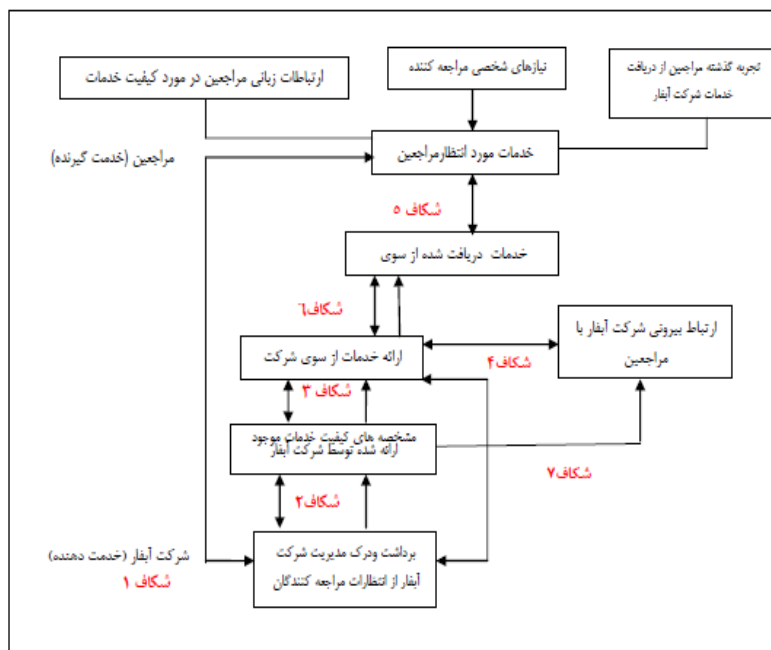 ارتباطات زبانی مراجعین در مورد کیفیت خدمات
نیازهای شخصی مراجعه کننده
تجربه گذشته مراجعین از دریافت
خدمات شرکت آبفار
خدمات مورد انتظارمراجعین
مراجعین (خدمت گیرنده)
شکاف ۵
خدمات دریافت شده از سوی
شکاف۶
ارتباط بیرونی شرکت آبفار با
مراجعین
ارائه خدمات از سوی شرکت
شکاف۴
شکاف ۳
مشخصه های کیفیت خدمات موجود
ارائه شده توسط شرکت آبفار
شکاف۷
شکاف۲
برداشت ودرک مدیریت شرکت
آبفار از انتظارات مراجعه کنندگان
شرکت آبفار (خدمت دهنده)
شکاف ۱